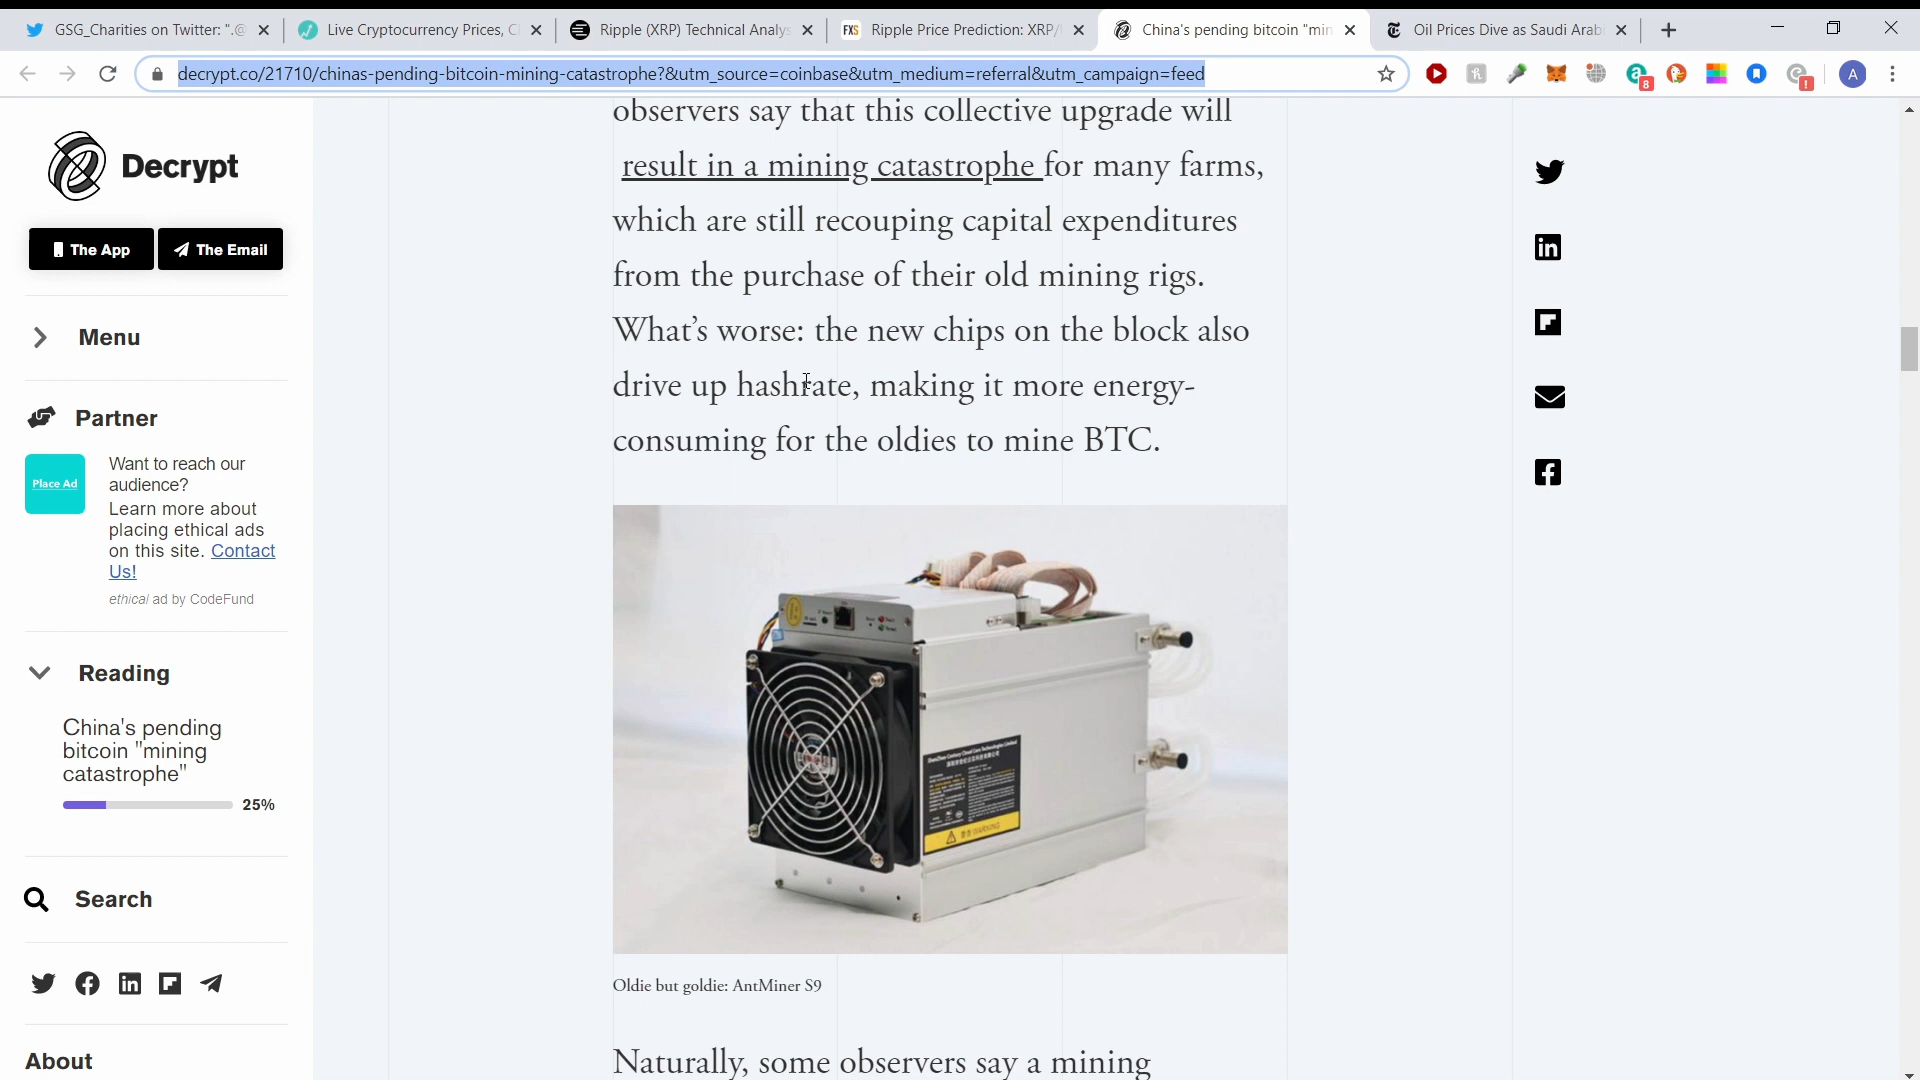 GSG_Charities on Twitter: ".@
Live Cryptocurrency Prices, C
Ripple (XRP) Technical Analys
FXS
Ripple Price Prediction: XRP/
China's pending bitcoin "min
Oil Prices Dive as Saudi Arabi
decrypt.co/21710/chinas-pending-bitcoin-mining-catastrophe?&utm_source=coinbase&utm_medium=referral&utm_campaign=feed
8
!
A
Decrypt
The App
The Email
Menu
Partner
Place Ad
Want to reach our
audience?
Learn more about
placing ethical ads
on this site. Contact
Us!
ethical ad by CodeFund
Reading
China's pending
bitcoin "mining
catastrophe"
25%
Search
About
observers say that this collective upgrade will
result in a mining catastrophe for many farms,
which are still recouping capital expenditures
from the purchase of their old mining rigs.
What’s worse: the new chips on the block also
drive up hashrate, making it more energy-
consuming for the oldies to mine BTC.
WARNING
Oldie but goldie: AntMiner S9
Naturally, some observers say a mining